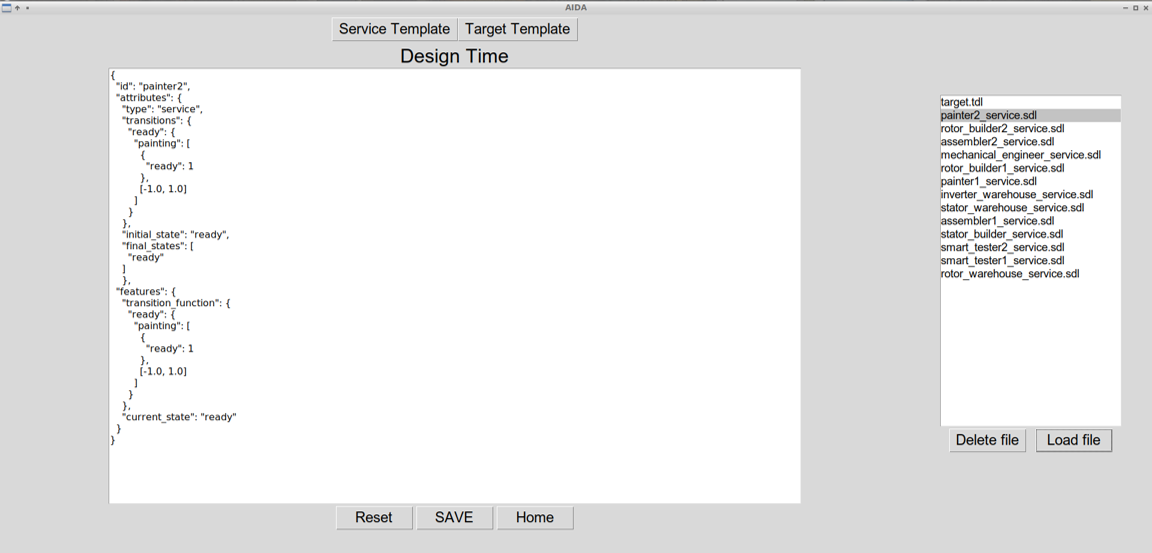 AIDA
Service Template Target Template
Design Time
{
"id": "painter2",
"attributes": {
"type": "service",
"transitions": {
"ready": {
"painting": [
{
"ready": 1
},
[-1.0, 1.0]
]
}
},
"initial_state": "ready",
"final_states": [
"ready"
]
},
"features": {
"transition_function": {
"ready": {
"painting": [
{
"ready": 1
},
[-1.0, 1.0]
]
}
},
"current_state": "ready"
}
}
target.tdl
painter2_service.sdl
rotor_builder2_service.sdl
assembler2_service.sdl
mechanical_engineer_service.sdl
rotor_builder1_service.sdl
painter1_service.sdl
inverter_warehouse_service.sdl
stator_warehouse_service.sdl
assembler1_service.sdl
stator_builder_service.sdl
smart_tester2_service.sdl
smart_tester1_service.sdl
rotor_warehouse_service.sdl
Delete file Load file
Reset SAVE Home